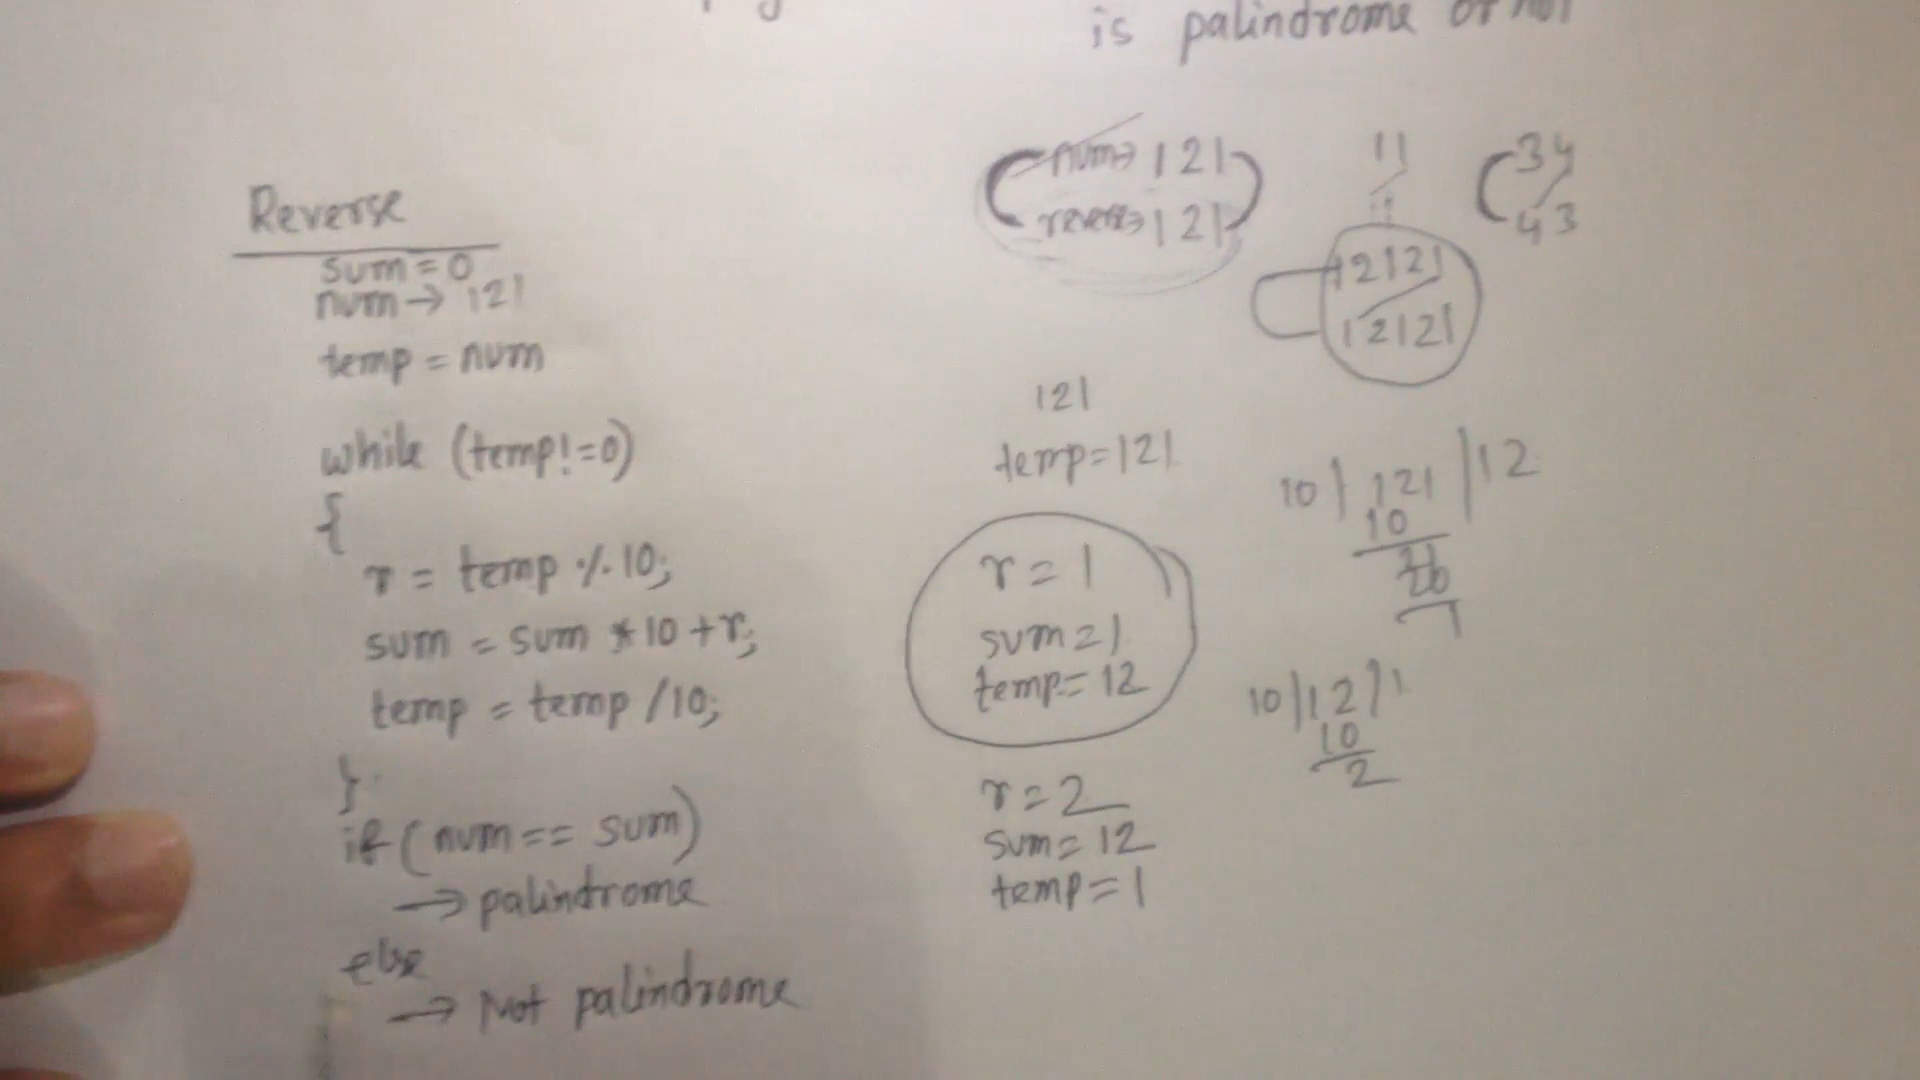 is palindrome or not
Reverse
sum = 0
num → 121
temp = num
while (temp!=0)
{
r = temp % 10;
sum = sum * 10 + r;
temp = temp /10;
}
if ( num == sum)
→ palindrome
else
→ Not palindrome
num→ 121
reverse→ 121
11
11
34
43
12121
12121
121
temp=121
r = 1
sum = 1
temp = 12
r = 2
sum = 12
temp = 1
10 ) 121 | 12
10
10 | 12 ) 1
10
2